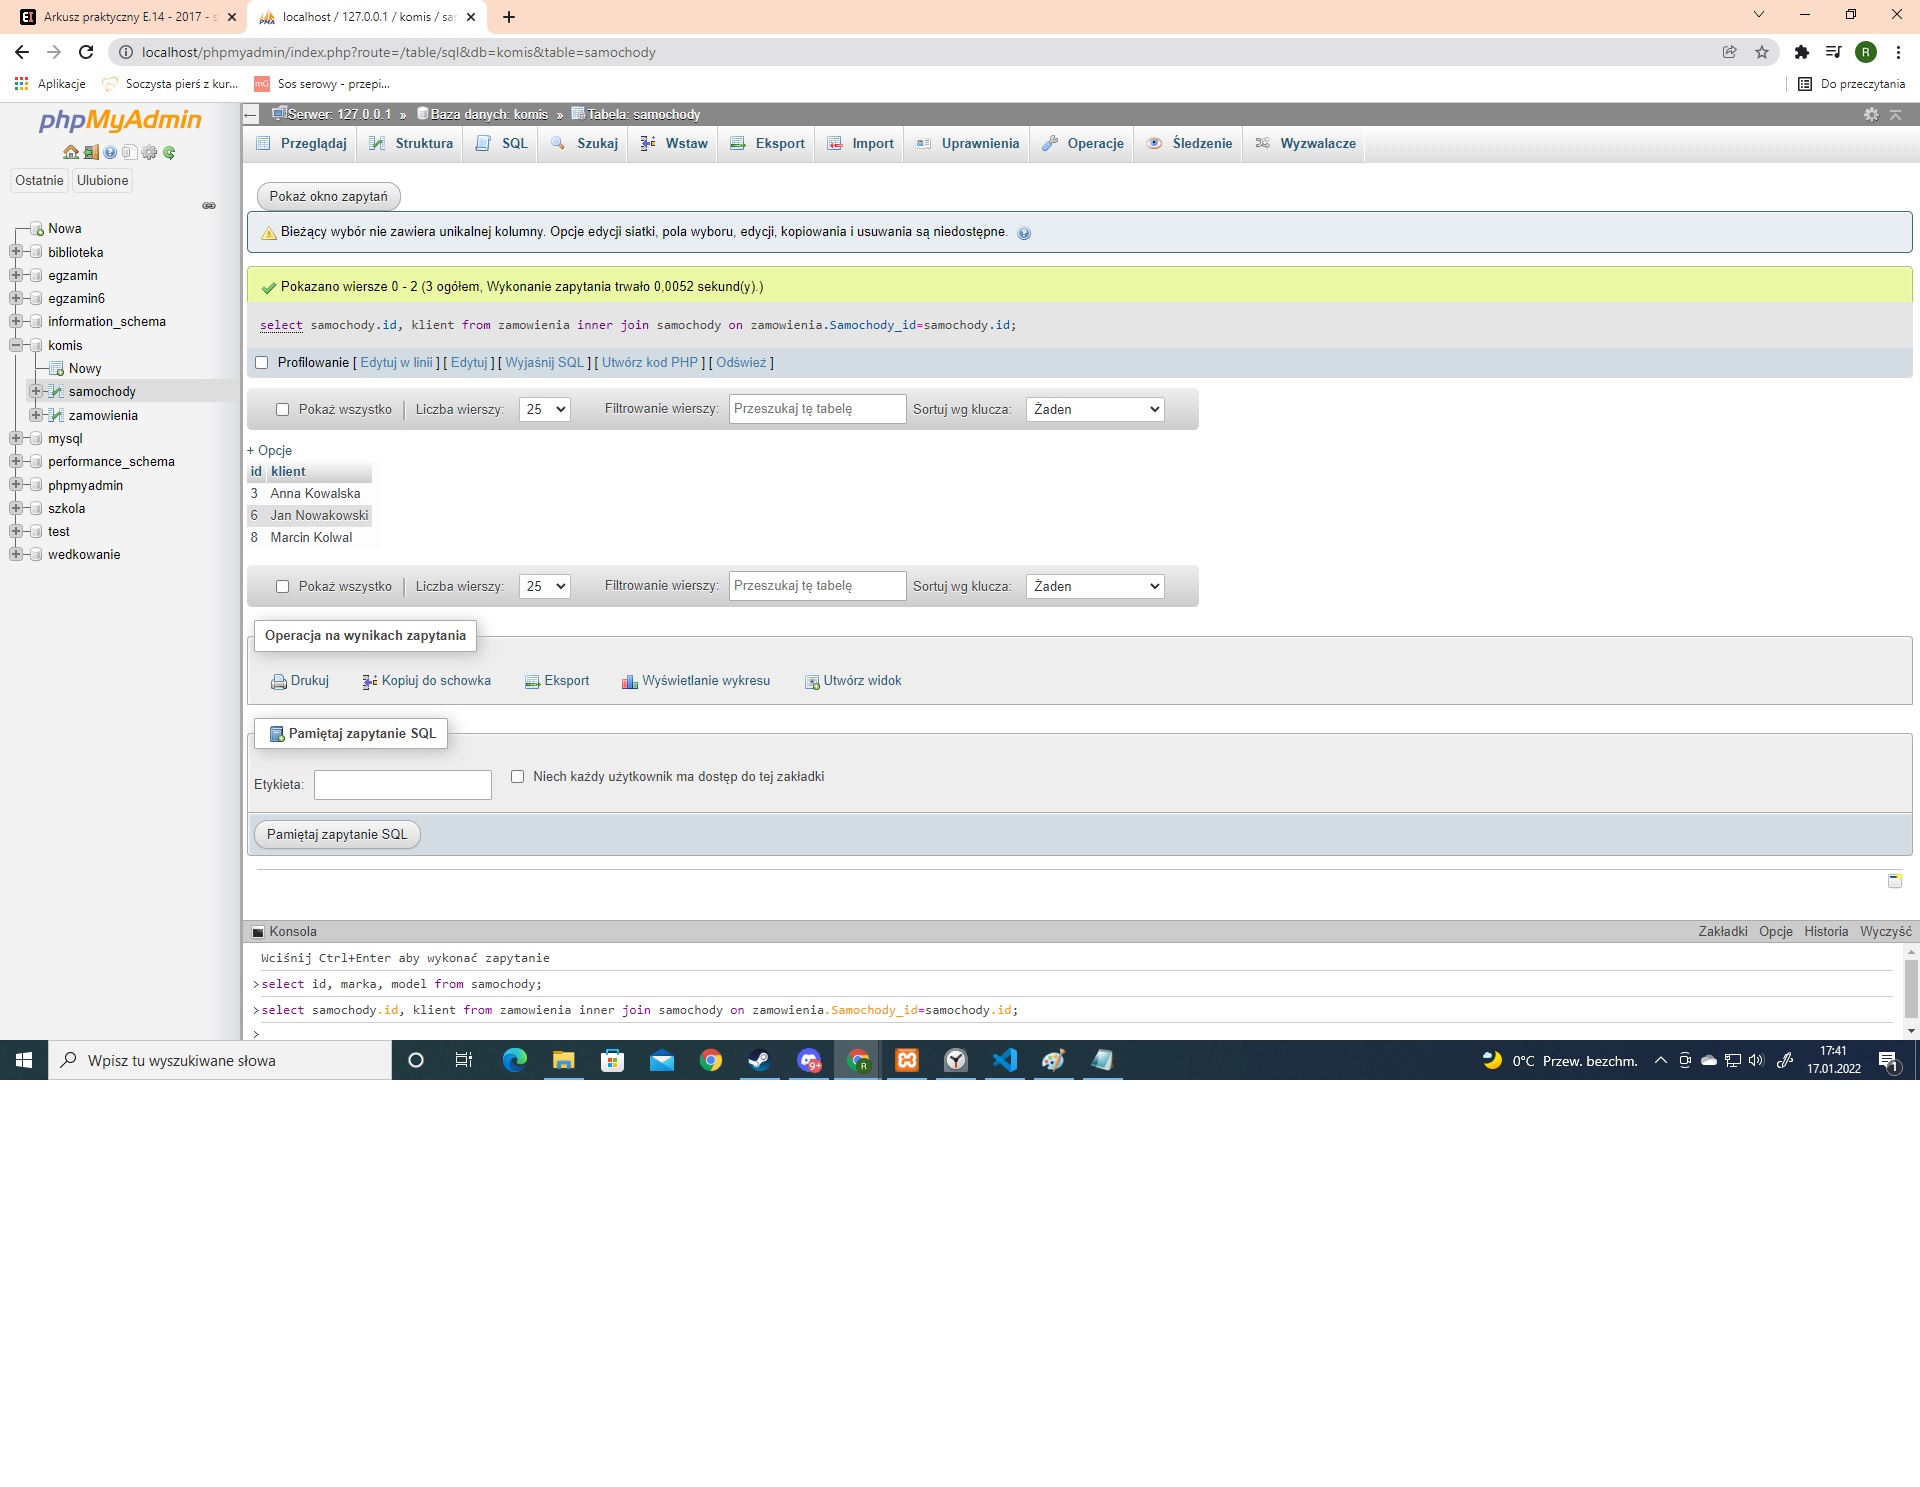 Arkusz praktyczny E.14 - 2017 - s
localhost / 127.0.0.1 / komis / sa
localhost/phpmyadmin/index.php?route=/table/sql&db=komis&table=samochody
R
Aplikacje
Soczysta pierś z kur...
mG
Sos serowy - przepi...
Do przeczytania
phpMyAdmin
Ostatnie
Ulubione
Nowa
biblioteka
egzamin
egzamin6
information_schema
komis
Nowy
samochody
zamowienia
mysql
performance_schema
phpmyadmin
szkola
test
wedkowanie
Serwer: 127.0.0.1 » Baza danych: komis » Tabela: samochody
Przeglądaj Struktura SQL Szukaj Wstaw Eksport Import Uprawnienia Operacje Śledzenie Wyzwalacze
Pokaż okno zapytań
Bieżący wybór nie zawiera unikalnej kolumny. Opcje edycji siatki, pola wyboru, edycji, kopiowania i usuwania są niedostępne.
Pokazano wiersze 0 - 2 (3 ogółem, Wykonanie zapytania trwało 0,0052 sekund(y).)
select samochody.id, klient from zamowienia inner join samochody on zamowienia.Samochody_id=samochody.id;
Profilowanie [ Edytuj w linii ] [ Edytuj ] [ Wyjaśnij SQL ] [ Utwórz kod PHP ] [ Odśwież ]
Pokaż wszystko | Liczba wierszy: 25 Filtrowanie wierszy: Przeszukaj tę tabelę Sortuj wg klucza: Żaden
+ Opcje
id klient
3 Anna Kowalska
6 Jan Nowakowski
8 Marcin Kolwal
Pokaż wszystko | Liczba wierszy: 25 Filtrowanie wierszy: Przeszukaj tę tabelę Sortuj wg klucza: Żaden
Operacja na wynikach zapytania
Drukuj Kopiuj do schowka Eksport Wyświetlanie wykresu Utwórz widok
Pamiętaj zapytanie SQL
Etykieta:
Niech każdy użytkownik ma dostęp do tej zakładki
Pamiętaj zapytanie SQL
Konsola
Zakładki Opcje Historia Wyczyść
Wciśnij Ctrl+Enter aby wykonać zapytanie
>select id, marka, model from samochody;
>select samochody.id, klient from zamowienia inner join samochody on zamowienia.Samochody_id=samochody.id;
>
Wpisz tu wyszukiwane słowa
9+
R
0°C Przew. bezchm.
17:41
17.01.2022
1